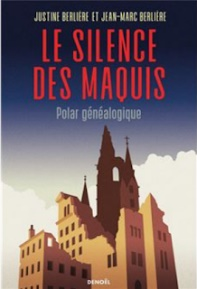 JUSTINE BERLIÈRE ET JEAN-MARC BERLIÈRE
LE SILENCE
DES MAQUIS
Polar généalogique
DENOËL